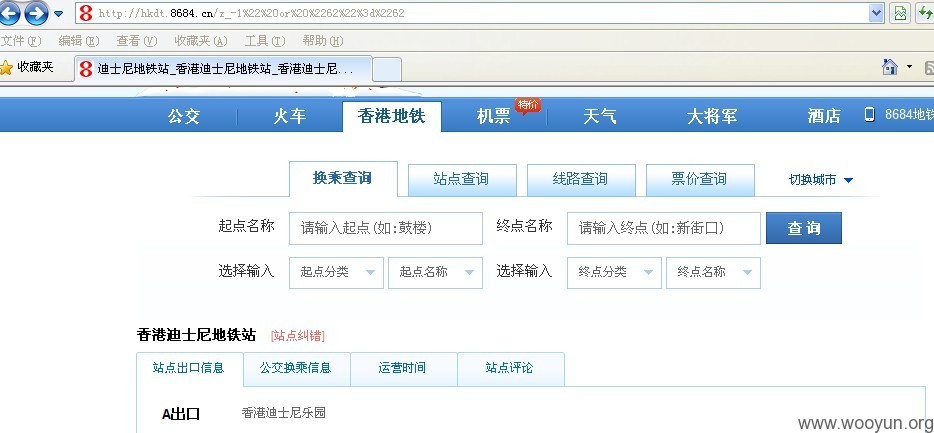 http://hkdt.8684.cn/z_-1%22%20or%20%2262%22%3d%2262
文件(F) 编辑(E) 查看(V) 收藏夹(A) 工具(T) 帮助(H)
收藏夹 迪士尼地铁站_香港迪士尼地铁站_香港迪士尼...
公交 火车 香港地铁 机票 特价 天气 大将军 酒店 8684地铁
换乘查询 站点查询 线路查询 票价查询 切换城市
起点名称 请输入起点(如:鼓楼) 终点名称 请输入终点(如:新街口) 查询
选择输入 起点分类 起点名称 选择输入 终点分类 终点名称
香港迪士尼地铁站 [站点纠错]
站点出口信息 公交换乘信息 运营时间 站点评论
A出口 香港迪士尼乐园
www.wooyun.org